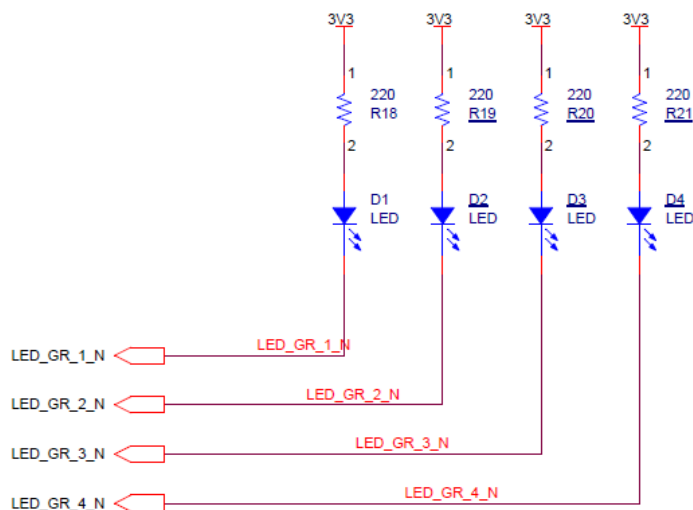 3V3 3V3 3V3 3V3
1 1 1 1
220 220 220 220
R18 R19 R20 R21
2 2 2 2
D1 D2 D3 D4
LED LED LED LED
LED_GR_1_N LED_GR_1_N
LED_GR_2_N LED_GR_2_N
LED_GR_3_N LED_GR_3_N
LED_GR_4_N LED_GR_4_N